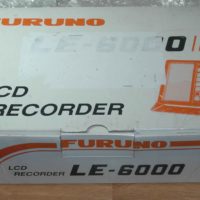 FURUNO
LE-6000
LCD
RECORDER
FURUNO
LCD
RECORDER LE-6000